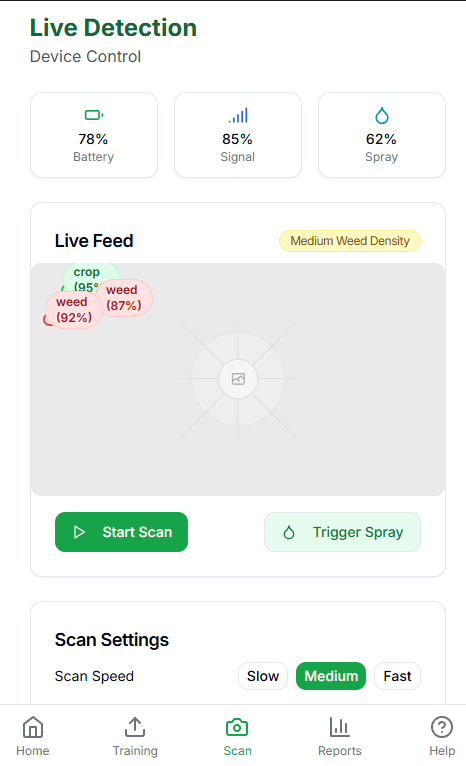 Live Detection
Device Control
78%
85%
62%
Battery
Signal
Spray
Live Feed
Medium Weed Density
crop
(95%
weed
(87%)
weed
(92%)
Start Scan
Trigger Spray
Scan Settings
Scan Speed
Slow
Medium
Fast
Home
Training
Scan
Reports
Help